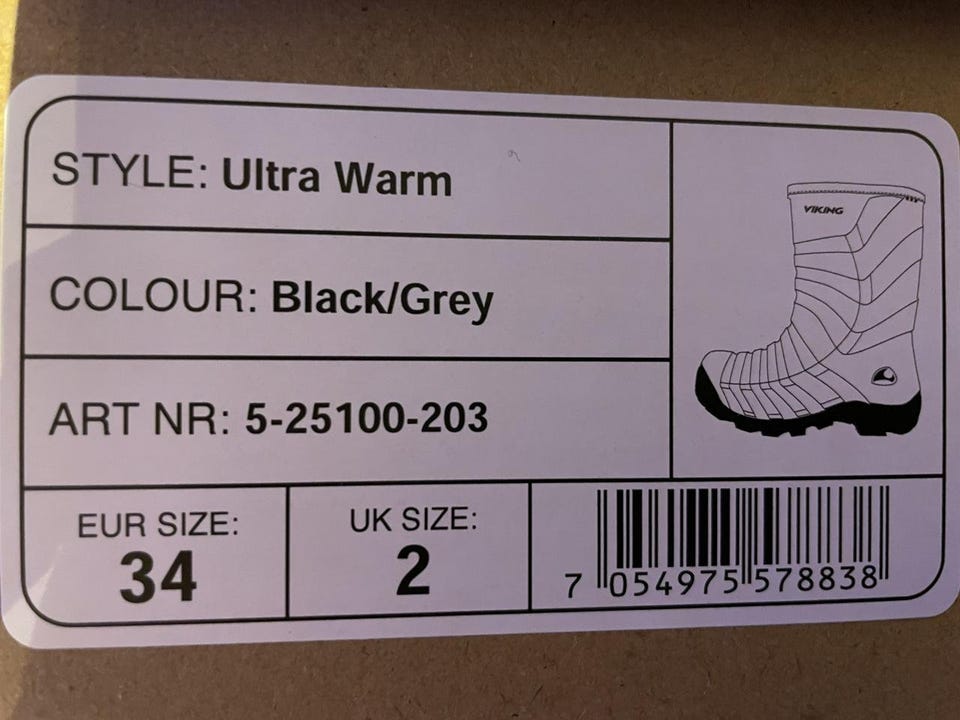 STYLE: Ultra Warm
VIKING
COLOUR: Black/Grey
ART NR: 5-25100-203
EUR SIZE:
34
UK SIZE:
2
7 054975 578838